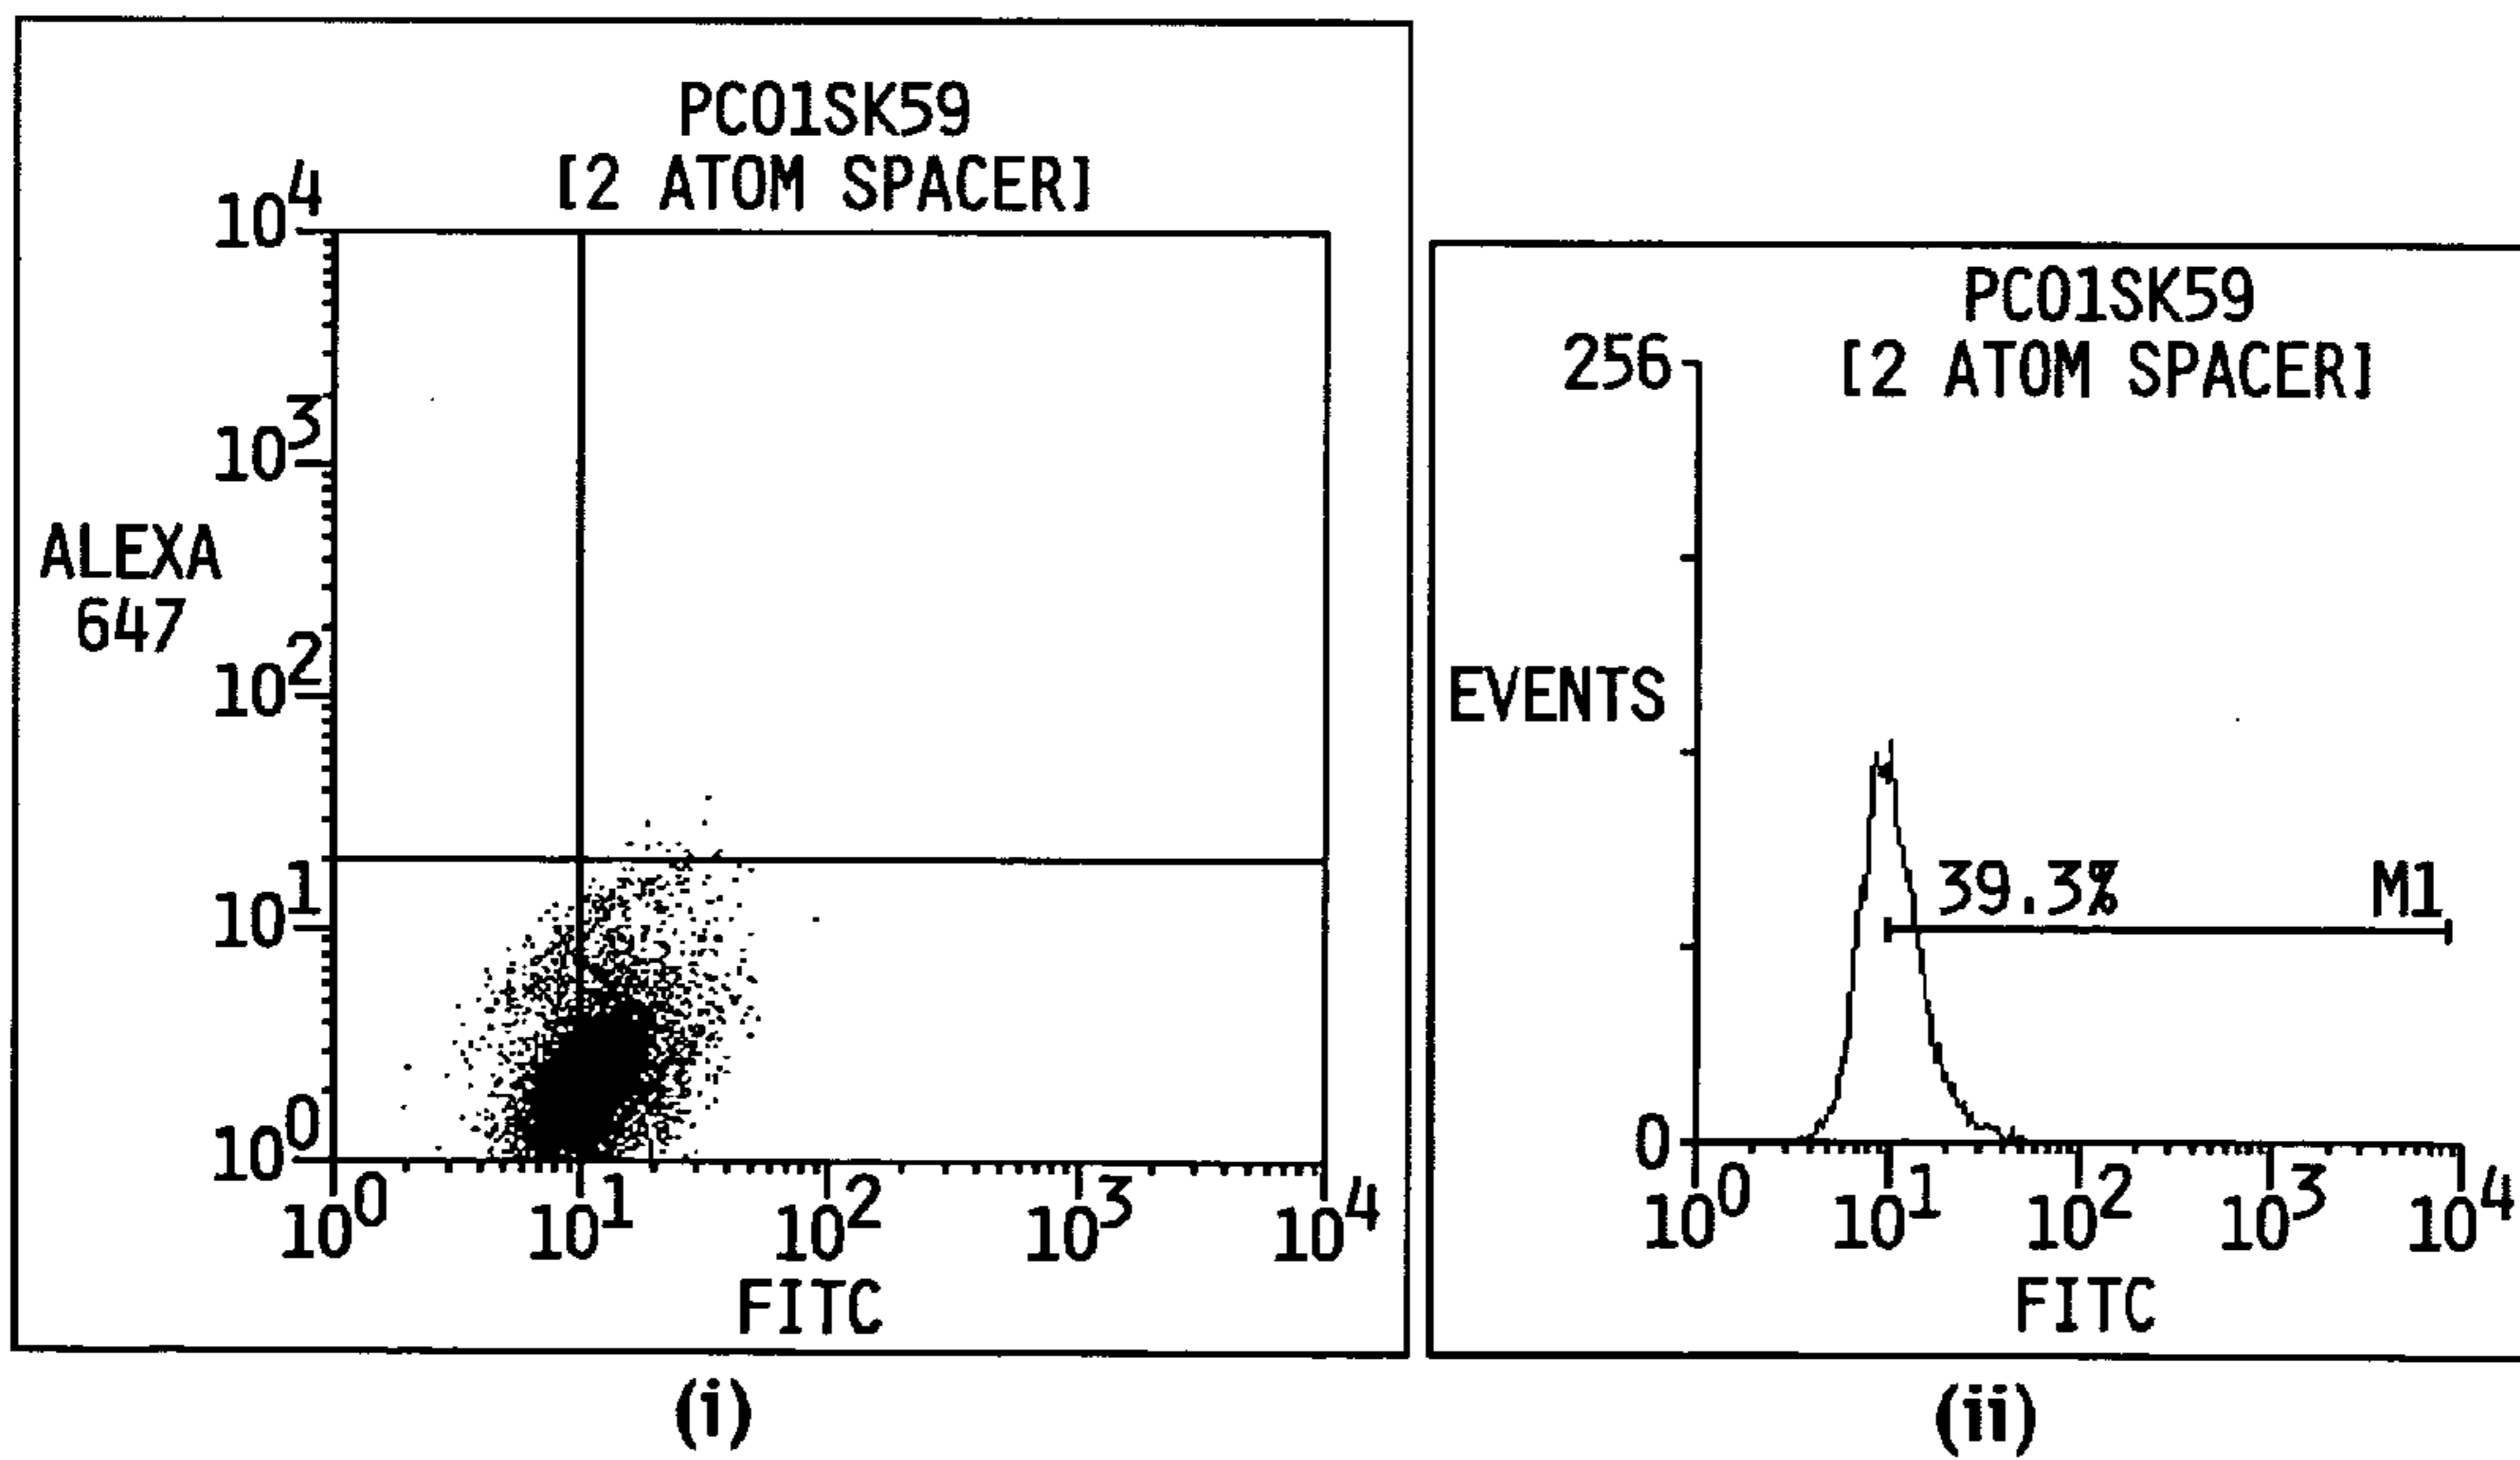 PC01SK59
[2 ATOM SPACER]
10^4
10^3
ALEXA
647
10^2
10^1
10^0
10^0 10^1 10^2 10^3 10^4
FITC
(i)
PC01SK59
256 [2 ATOM SPACER]
EVENTS
39.3% M1
0
10^0 10^1 10^2 10^3 10^4
FITC
(ii)